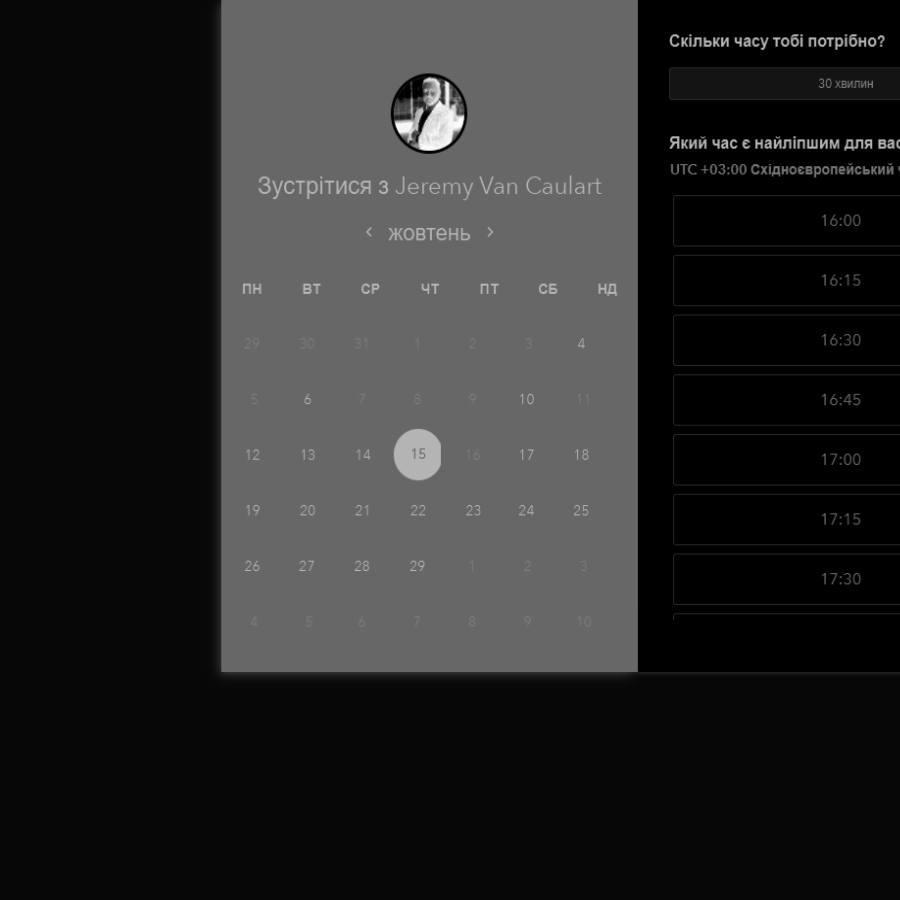 Зустрітися з Jeremy Van Caulart
жовтень
ПН ВТ СР ЧТ ПТ СБ НД
29 30 31 1 2 3 4
5 6 7 8 9 10 11
12 13 14 15 16 17 18
19 20 21 22 23 24 25
26 27 28 29 1 2 3
4 5 6 7 8 9 10
Скільки часу тобі потрібно?
30 хвилин
Який час є найліпшим для вас
UTC +03:00 Східноєвропейський
16:00
16:15
16:30
16:45
17:00
17:15
17:30